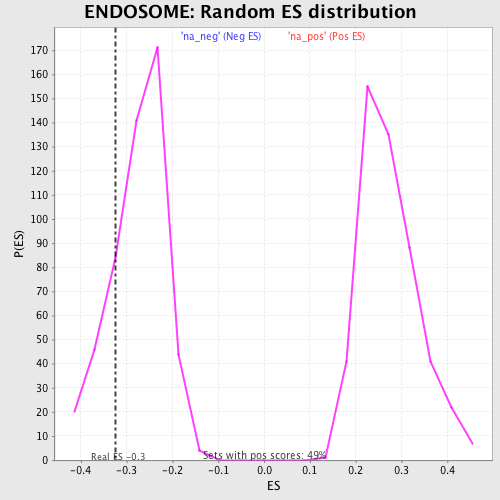 ENDOSOME: Random ES distribution
'na_neg' (Neg ES) 'na_pos' (Pos ES)
170
160
150
140
130
120
110
100
90
80
70
60
50
40
30
20
10
0
P(ES)
Real ES −0.3
Sets with pos scores: 49%
−0.4 −0.3 −0.2 −0.1 0.0 0.1 0.2 0.3 0.4
ES